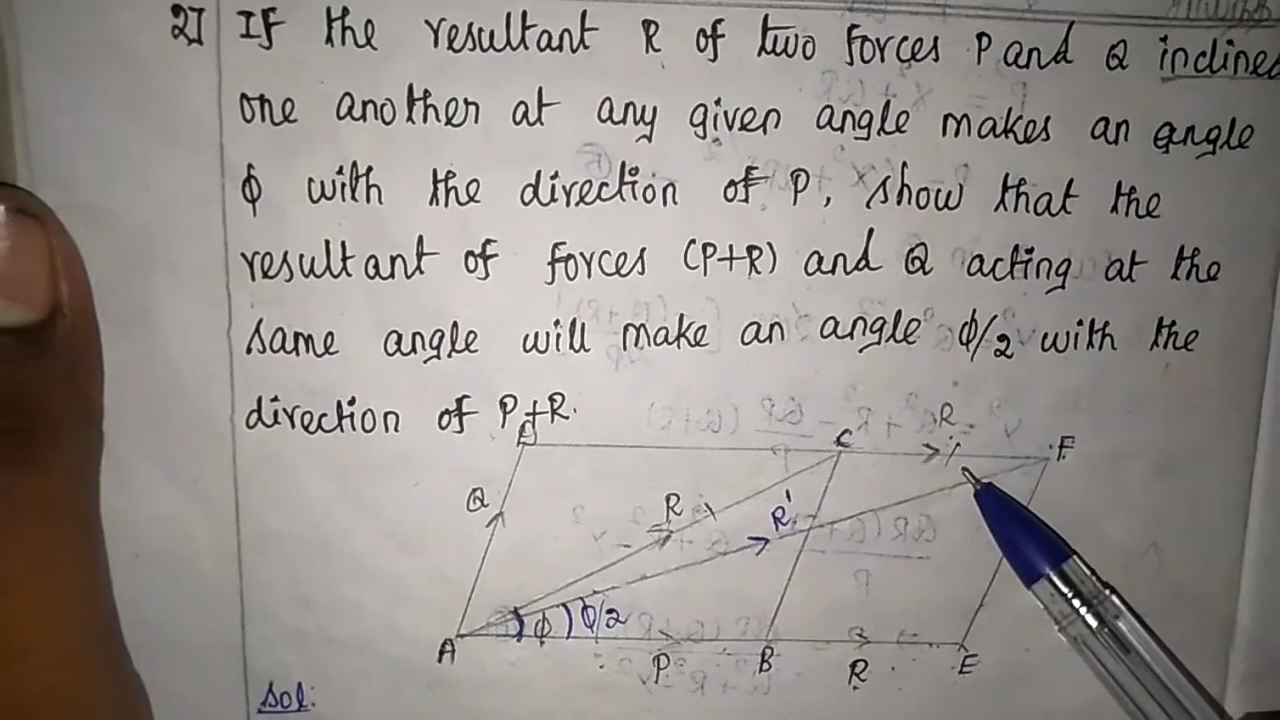 2] If the resultant R of two forces P and Q inclined
one another at any given angle makes an angle
ϕ with the direction of P, show that the
resultant of forces (P+R) and Q acting at the
same angle will make an angle ϕ/2 with the
direction of P+R.
C R F
Q R R'
ϕ ϕ/2
A P B R E
Sol: